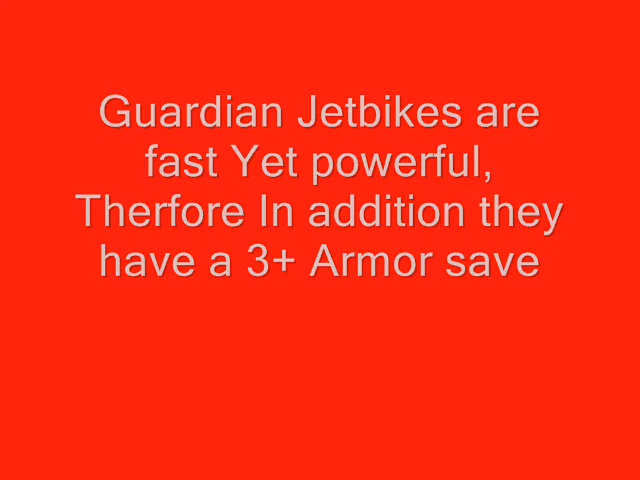 Guardian Jetbikes are
fast Yet powerful,
Therfore In addition they
have a 3+ Armor save